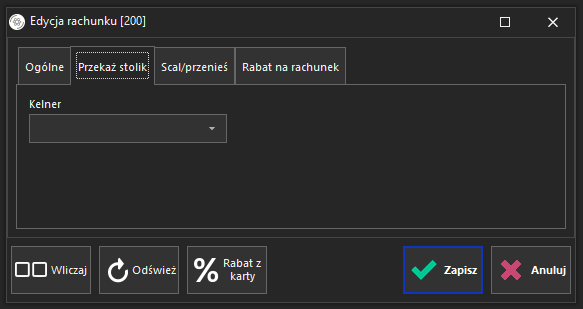 Edycja rachunku [200]
Ogólne
Przekaż stolik
Scal/przenieś
Rabat na rachunek
Kelner
Wliczaj
Odśwież
%
Rabat z
karty
Zapisz
Anuluj